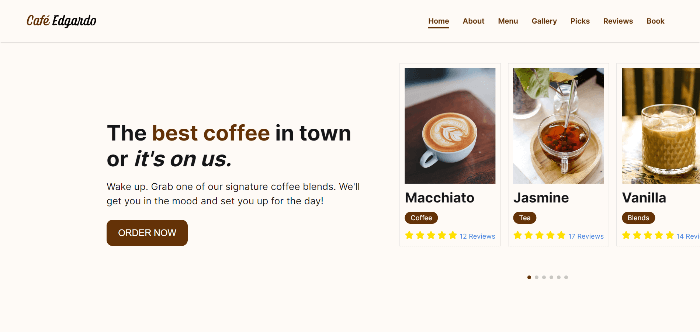 Café Edgardo
Home About Menu Gallery Picks Reviews Book
The best coffee in town
or it's on us.
Wake up. Grab one of our signature coffee blends. We'll
get you in the mood and set you up for the day!
ORDER NOW
Macchiato
Coffee
12 Reviews
Jasmine
Tea
17 Reviews
Vanilla
Blends
14 Revi